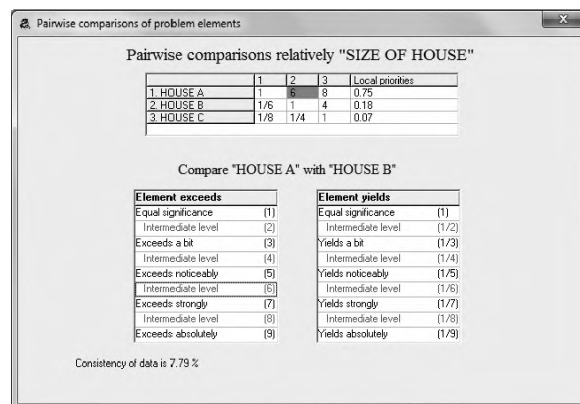 Pairwise comparisons of problem elements
Pairwise comparisons relatively "SIZE OF HOUSE"
1 2 3 Local priorities
1. HOUSE A 1 6 8 0.75
2. HOUSE B 1/6 1 4 0.18
3. HOUSE C 1/8 1/4 1 0.07
Compare "HOUSE A" with "HOUSE B"
Element exceeds Element yields
Equal significance (1) Equal significance (1)
Intermediate level (2) Intermediate level (1/2)
Exceeds a bit (3) Yields a bit (1/3)
Intermediate level (4) Intermediate level (1/4)
Exceeds noticeably (5) Yields noticeably (1/5)
Intermediate level (6) Intermediate level (1/6)
Exceeds strongly (7) Yields strongly (1/7)
Intermediate level (8) Intermediate level (1/8)
Exceeds absolutely (9) Yields absolutely (1/9)
Consistency of data is 7.79 %